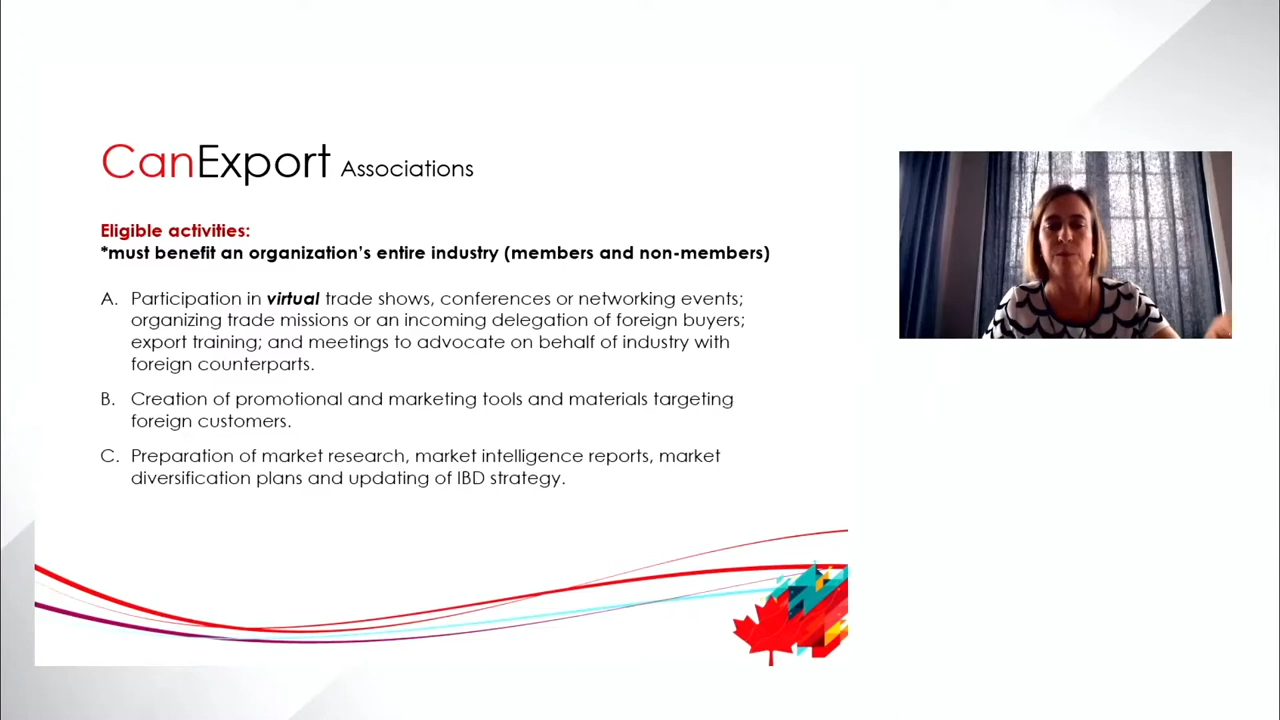 CanExport Associations
Eligible activities:
*must benefit an organization's entire industry (members and non-members)
A. Participation in virtual trade shows, conferences or networking events;
organizing trade missions or an incoming delegation of foreign buyers;
export training; and meetings to advocate on behalf of industry with
foreign counterparts.
B. Creation of promotional and marketing tools and materials targeting
foreign customers.
C. Preparation of market research, market intelligence reports, market
diversification plans and updating of IBD strategy.